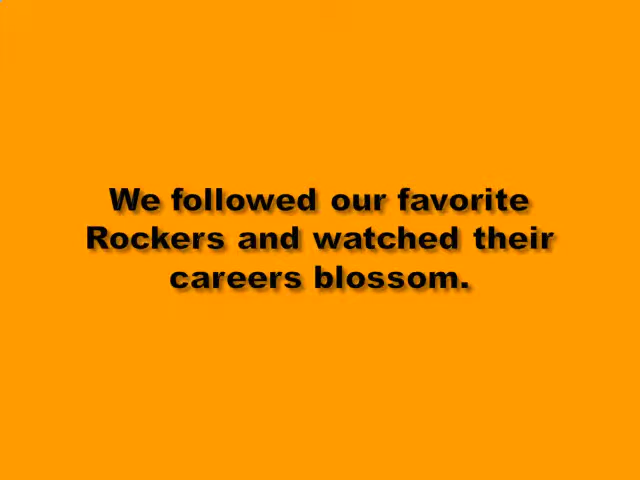 We followed our favorite
Rockers and watched their
careers blossom.